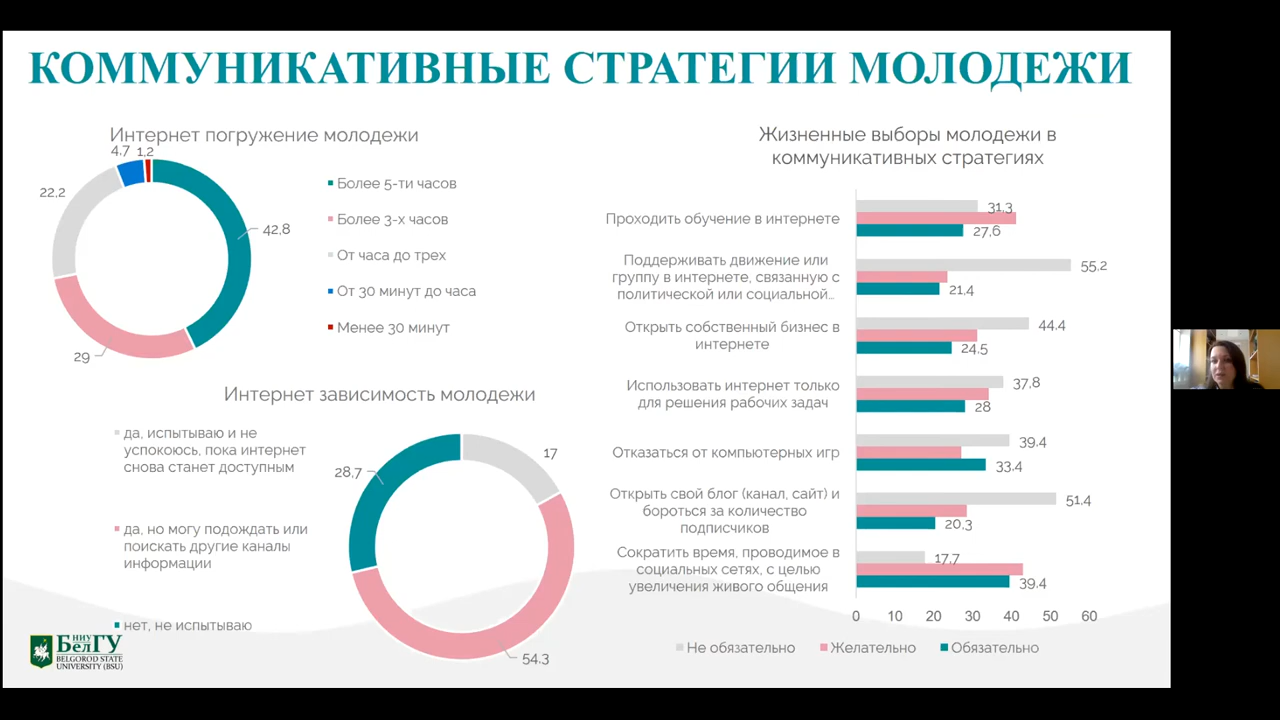 КОММУНИКАТИВНЫЕ СТРАТЕГИИ МОЛОДЕЖИ
Интернет погружение молодежи
4,7 1,2
22,2
42,8
29
Более 5-ти часов
Более 3-х часов
От часа до трех
От 30 минут до часа
Менее 30 минут
Интернет зависимость молодежи
да, испытываю и не
успокоюсь, пока интернет
снова станет доступным
да, но могу подождать или
поискать другие каналы
информации
нет, не испытываю
17
28,7
54,3
Жизненные выборы молодежи в
коммуникативных стратегиях
Проходить обучение в интернете
31,3
27,6
Поддерживать движение или
группу в интернете, связанную с
политической или социальной…
55,2
21,4
Открыть собственный бизнес в
интернете
44,4
24,5
Использовать интернет только
для решения рабочих задач
37,8
28
Отказаться от компьютерных игр
39,4
33,4
Открыть свой блог (канал, сайт) и
бороться за количество
подписчиков
51,4
20,3
Сократить время, проводимое в
социальных сетях, с целью
увеличения живого общения
17,7
39,4
0 10 20 30 40 50 60
Не обязательно Желательно Обязательно
НИУ
БелГУ
BELGOROD STATE
UNIVERSITY (BSU)